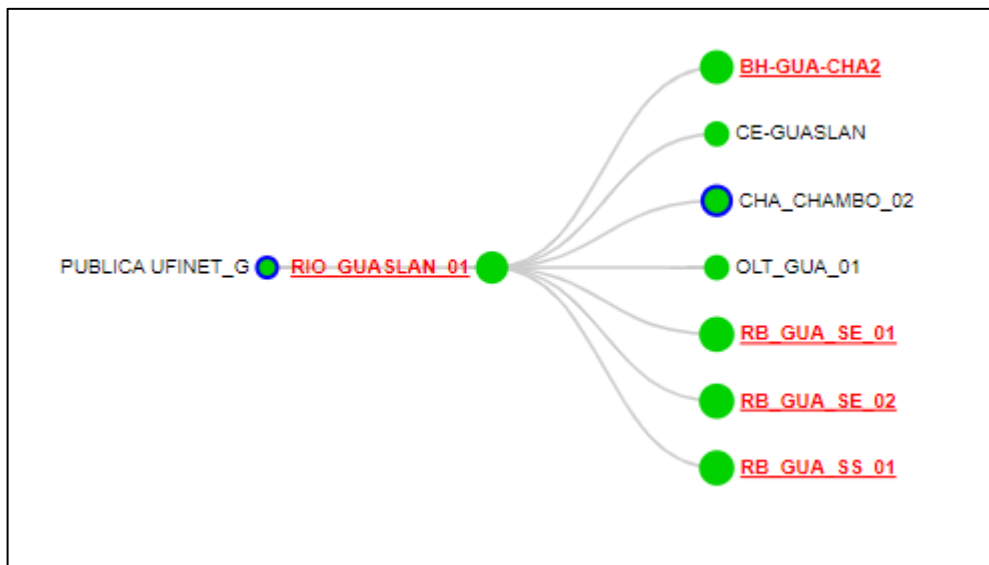 BH-GUA-CHA2
CE-GUASLAN
CHA_CHAMBO_02
PUBLICA UFINET_G RIO_GUASLAN_01 OLT_GUA_01
RB_GUA_SE_01
RB_GUA_SE_02
RB_GUA_SS_01